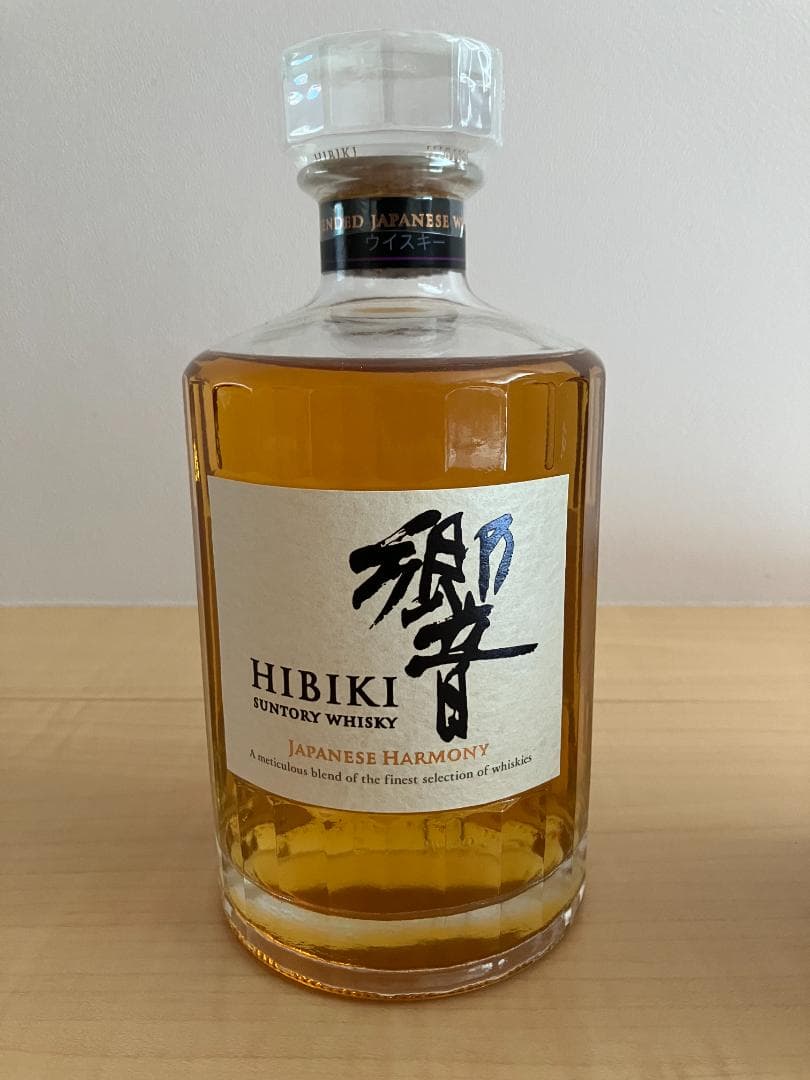 HIBIKI
JAPANESE
ウイスキー
響
HIBIKI
SUNTORY WHISKY
JAPANESE HARMONY
A meticulous blend of the finest selection of whiskies